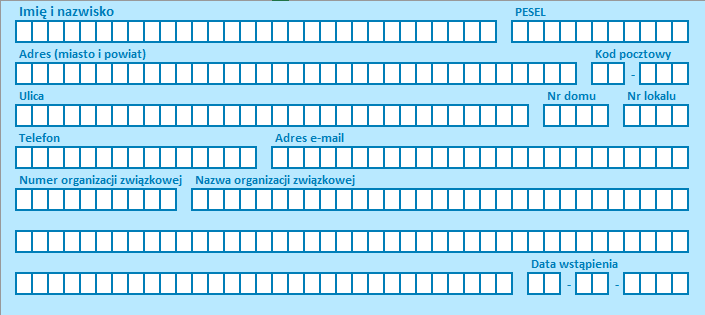 Imię i nazwisko PESEL
Adres (miasto i powiat) Kod pocztowy
-
Ulica Nr domu Nr lokalu
Telefon Adres e-mail
Numer organizacji związkowej Nazwa organizacji związkowej
Data wstąpienia
- -